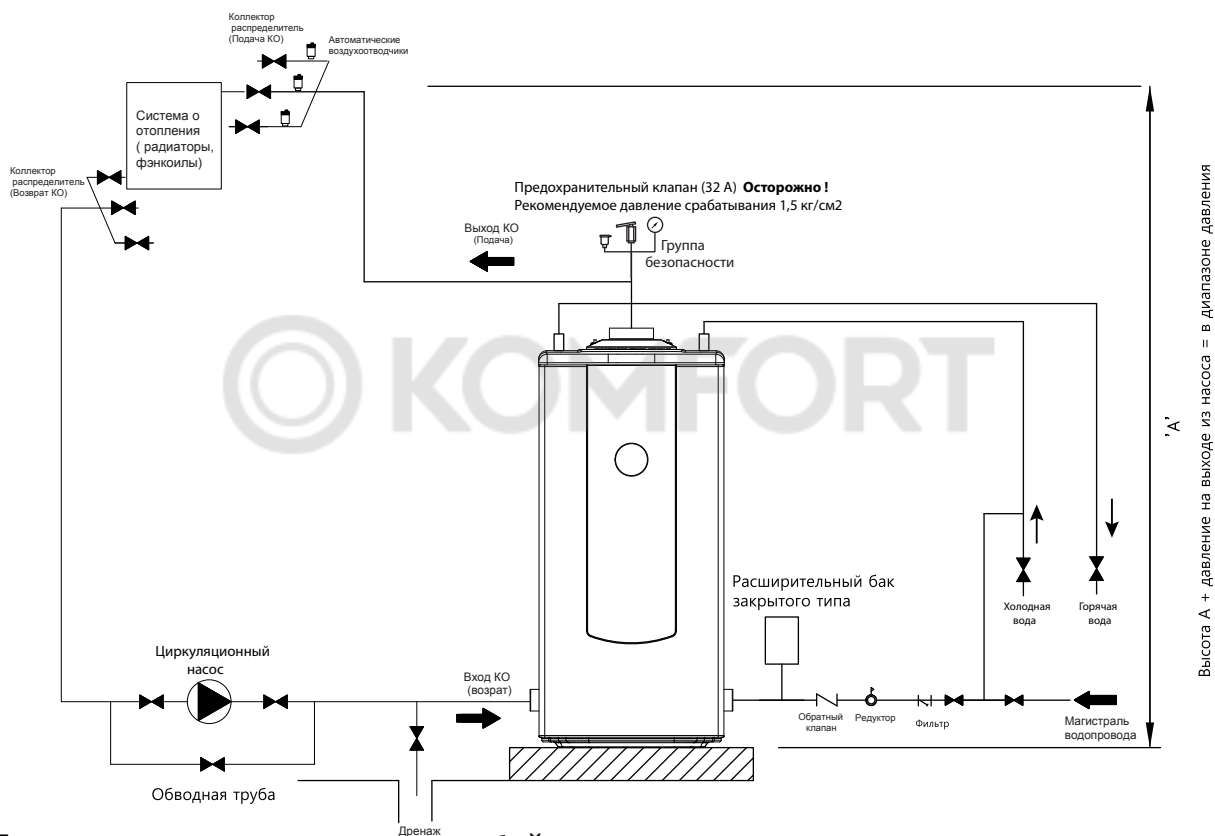 Коллектор
распределитель
(Подача КО)
Автоматические
воздухоотводчики
Система о
отопления
( радиаторы,
фэнкоилы)
Коллектор
распределитель
(Возврат КО)
Предохранительный клапан (32 А) Осторожно !
Рекомендуемое давление срабатывания 1,5 кг/см2
Выход КО
(Подача)
Группа
безопасности
KOMFORT
'A'
Высота А + давление на выходе из насоса = в диапазоне давления
Расширительный бак
закрытого типа
Холодная
вода
Горячая
вода
Циркуляционный
насос
Вход КО
(возрат)
Обратный
клапан
Редуктор
Фильтр
Магистраль
водопровода
Обводная труба
Дренаж